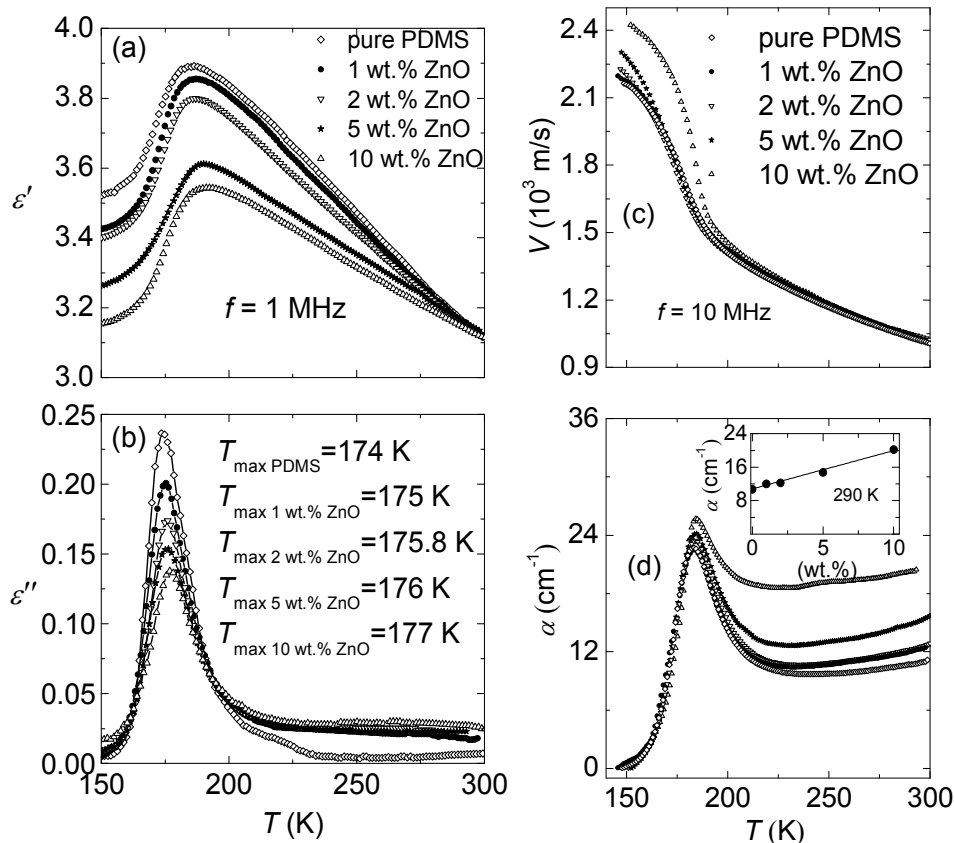 (a)
◇ pure PDMS
● 1 wt.% ZnO
▽ 2 wt.% ZnO
★ 5 wt.% ZnO
△ 10 wt.% ZnO
4.0
3.8
3.6
3.4
3.2
3.0
ε′
f = 1 MHz
(b)
T max PDMS=174 K
T max 1 wt.% ZnO=175 K
T max 2 wt.% ZnO=175.8 K
T max 5 wt.% ZnO=176 K
T max 10 wt.% ZnO=177 K
0.25
0.20
0.15
0.10
0.05
0.00
ε″
150 200 250 300
T (K)
(c)
◇ pure PDMS
● 1 wt.% ZnO
▽ 2 wt.% ZnO
★ 5 wt.% ZnO
△ 10 wt.% ZnO
2.4
2.1
1.8
1.5
1.2
0.9
V (10³ m/s)
f = 10 MHz
(d)
36
24
12
0
α (cm⁻¹)
24
16
8
α (cm⁻¹)
290 K
0 5 10
(wt.%)
150 200 250 300
T (K)